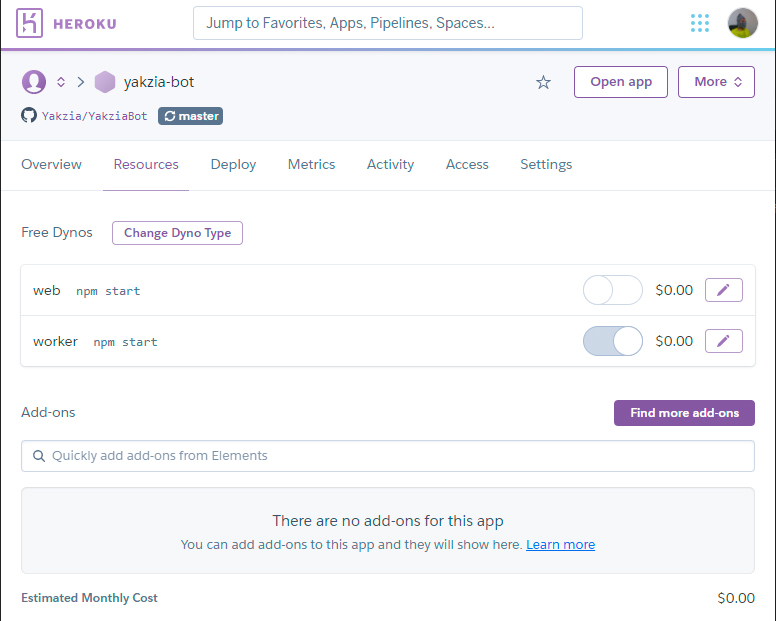 HEROKU
Jump to Favorites, Apps, Pipelines, Spaces...
yakzia-bot
Open app
More
Yakzia/YakziaBot
master
Overview Resources Deploy Metrics Activity Access Settings
Free Dynos Change Dyno Type
web npm start $0.00
worker npm start $0.00
Add-ons Find more add-ons
Quickly add add-ons from Elements
There are no add-ons for this app
You can add add-ons to this app and they will show here. Learn more
Estimated Monthly Cost $0.00